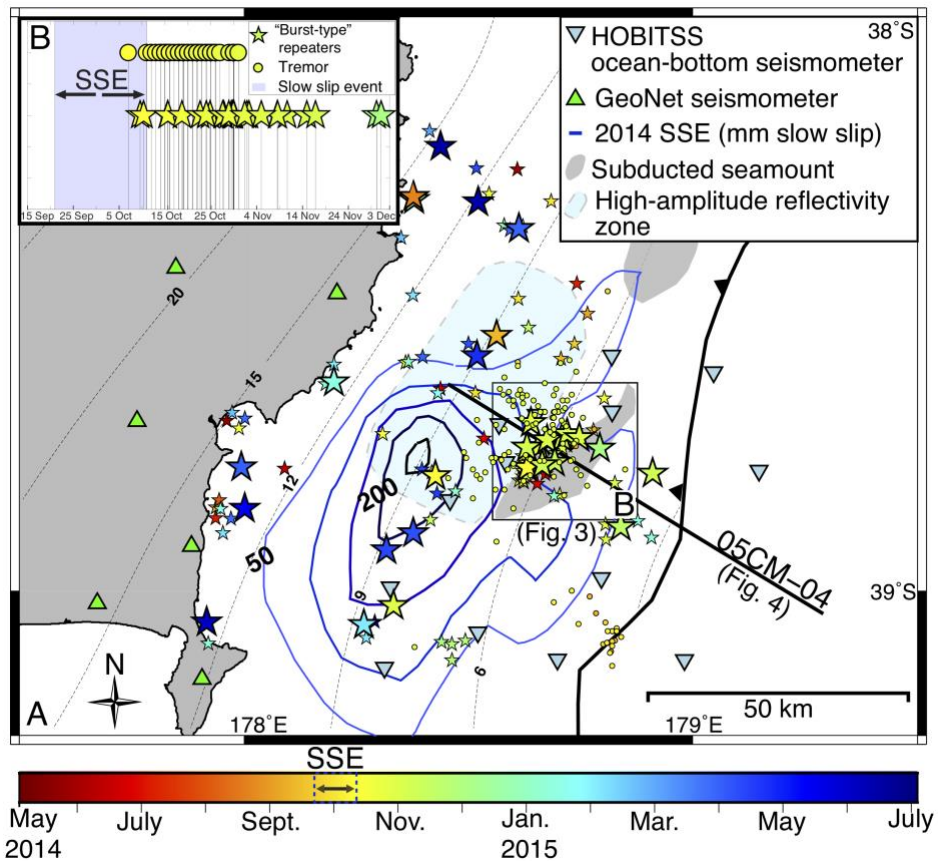 B
"Burst-type"
repeaters
Tremor
Slow slip event
SSE
15 Sep 25 Sep 5 Oct 15 Oct 25 Oct 4 Nov 14 Nov 24 Nov 3 Dec
38°S
HOBITSS
ocean-bottom seismometer
GeoNet seismometer
2014 SSE (mm slow slip)
Subducted seamount
High-amplitude reflectivity
zone
20
15
12
200
50
9
6
B
(Fig. 3)
05CM–04
(Fig. 4)
39°S
N
A
178°E
179°E
50 km
SSE
May July Sept. Nov. Jan. Mar. May July
2014 2015